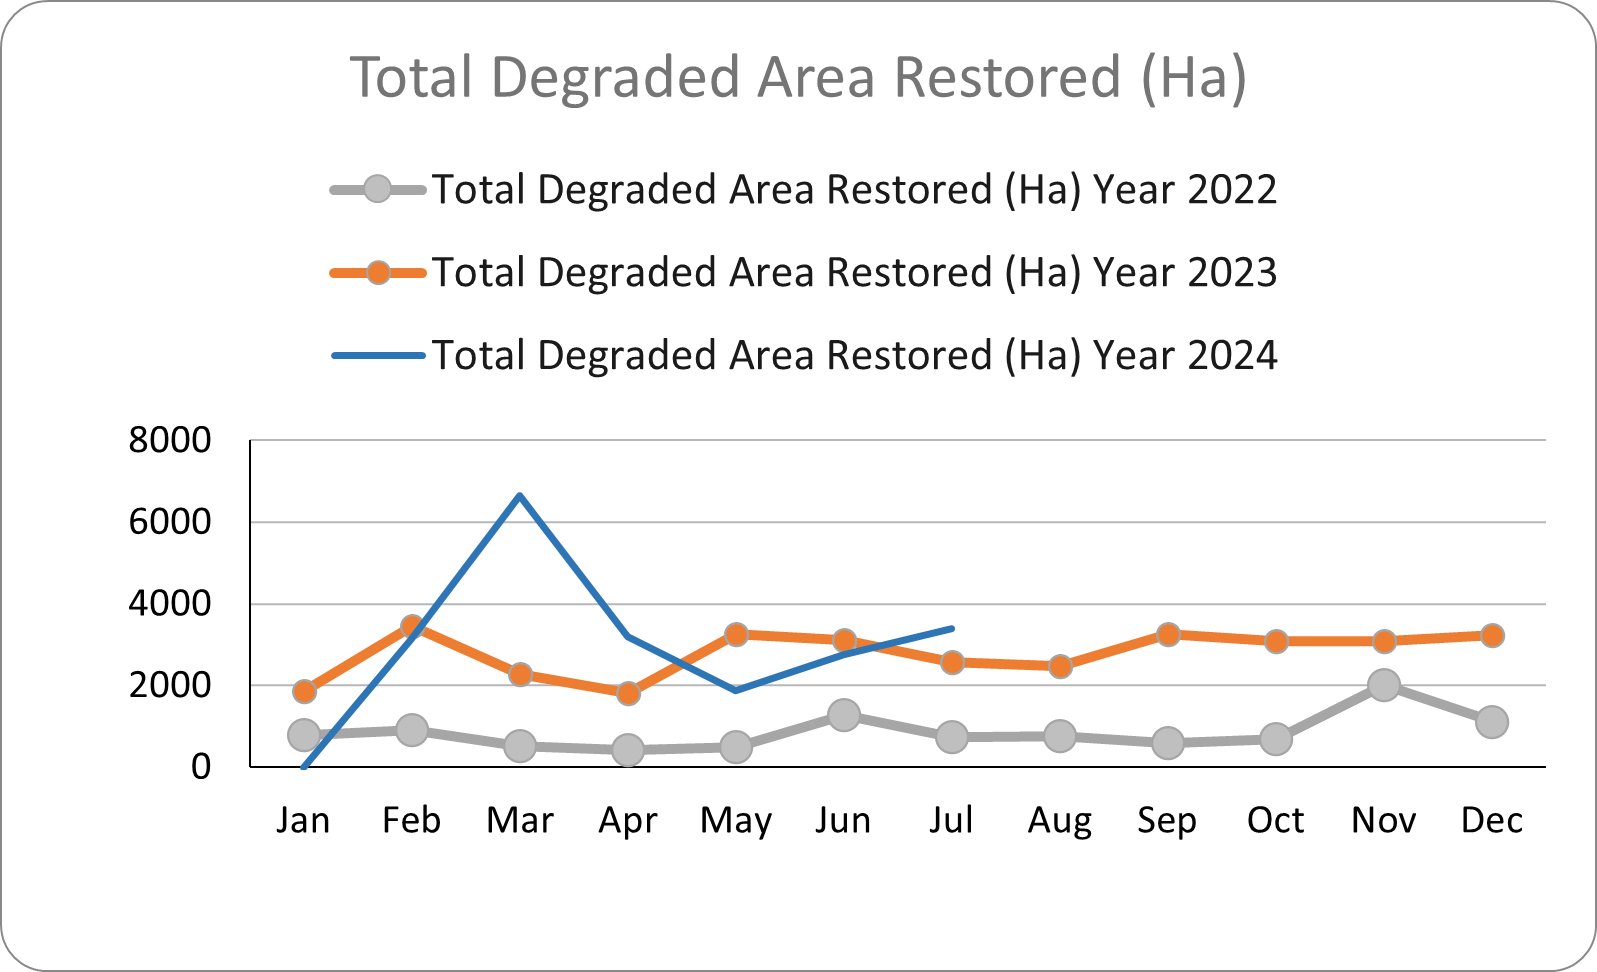 Total Degraded Area Restored (Ha)
Total Degraded Area Restored (Ha) Year 2022
Total Degraded Area Restored (Ha) Year 2023
Total Degraded Area Restored (Ha) Year 2024
8000
6000
4000
2000
0
Jan Feb Mar Apr May Jun Jul Aug Sep Oct Nov Dec